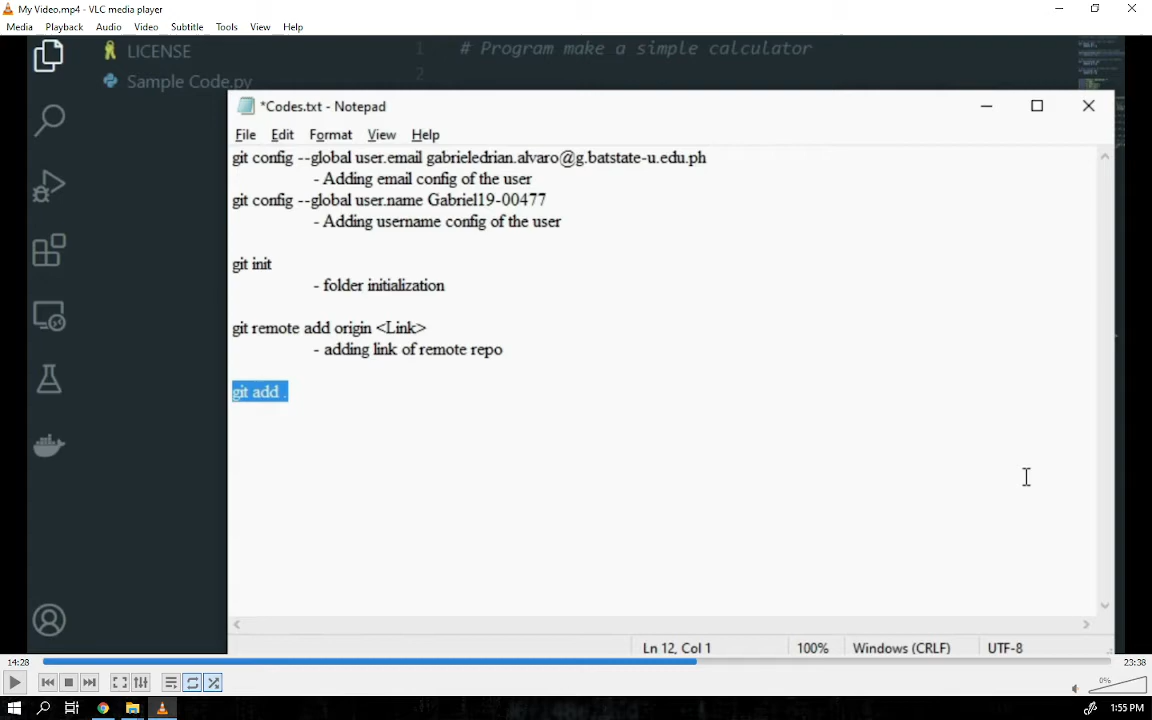 My Video.mp4 - VLC media player
Media Playback Audio Video Subtitle Tools View Help
LICENSE
Sample Code.py
1 # Program make a simple calculator
2
*Codes.txt - Notepad
File Edit Format View Help
git config --global user.email gabrieledrian.alvaro@g.batstate-u.edu.ph
- Adding email config of the user
git config --global user.name Gabriel19-00477
- Adding username config of the user
git init
- folder initialization
git remote add origin <Link>
- adding link of remote repo
git add .
Ln 12, Col 1 100% Windows (CRLF) UTF-8
14:28 23:38
0%
1:55 PM